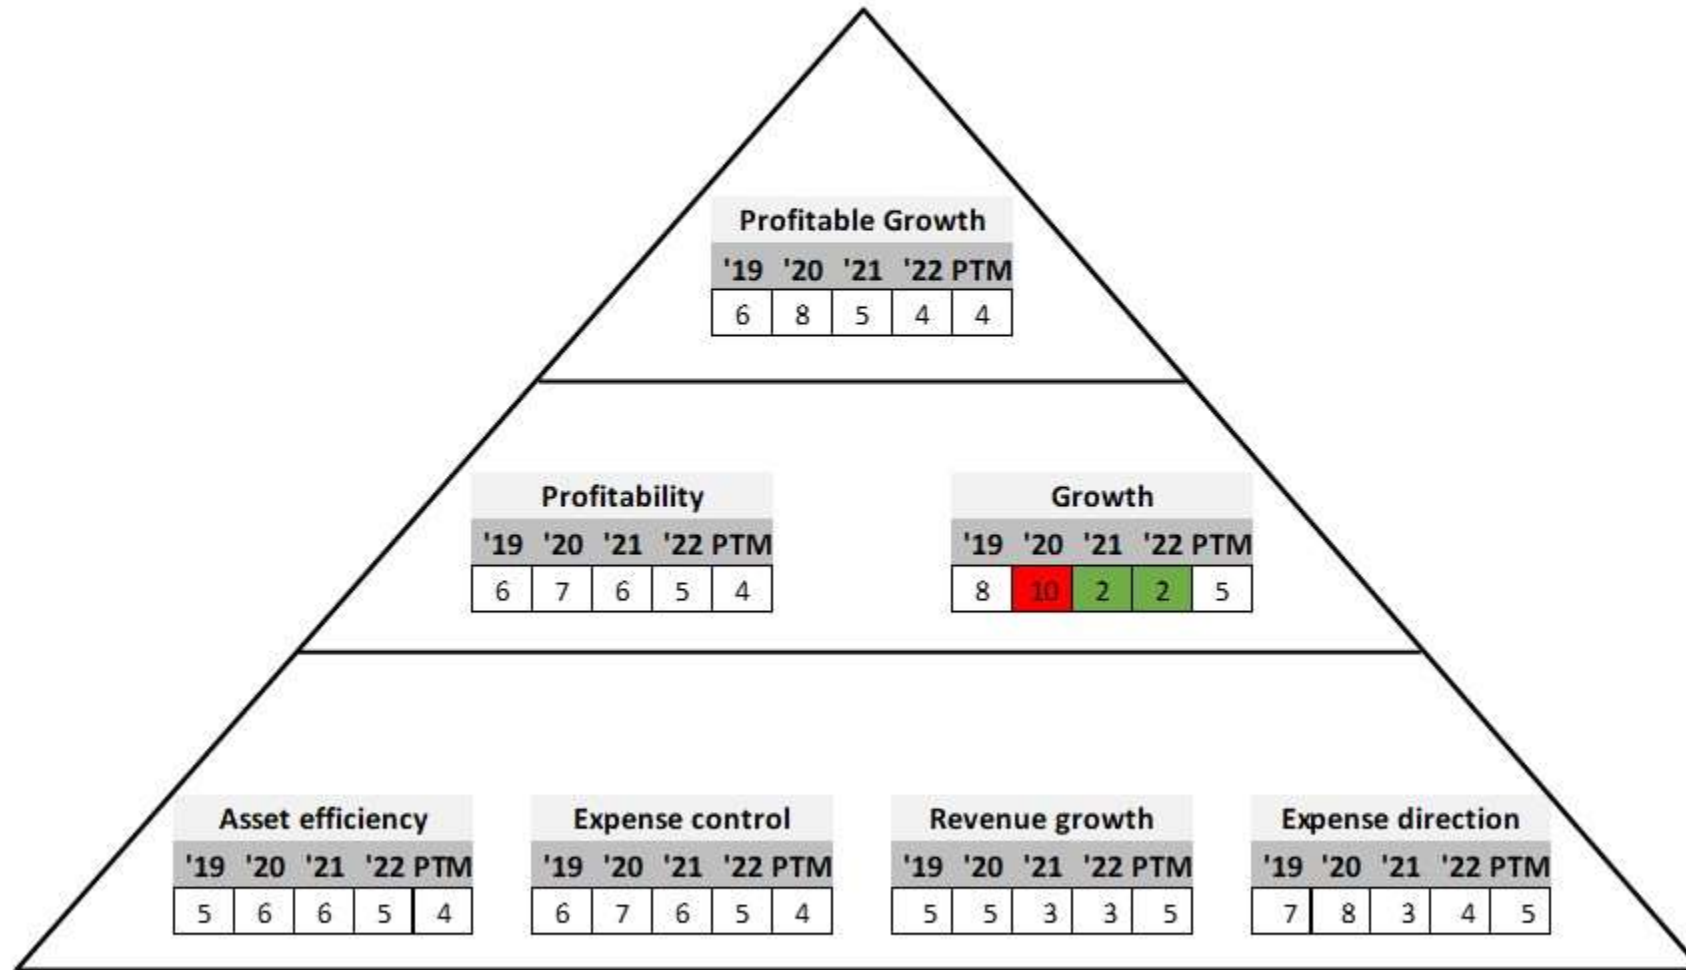 Profitable Growth
'19 '20 '21 '22 PTM
6 8 5 4 4
Profitability
'19 '20 '21 '22 PTM
6 7 6 5 4
Growth
'19 '20 '21 '22 PTM
8 10 2 2 5
Asset efficiency
'19 '20 '21 '22 PTM
5 6 6 5 4
Expense control
'19 '20 '21 '22 PTM
6 7 6 5 4
Revenue growth
'19 '20 '21 '22 PTM
5 5 3 3 5
Expense direction
'19 '20 '21 '22 PTM
7 8 3 4 5